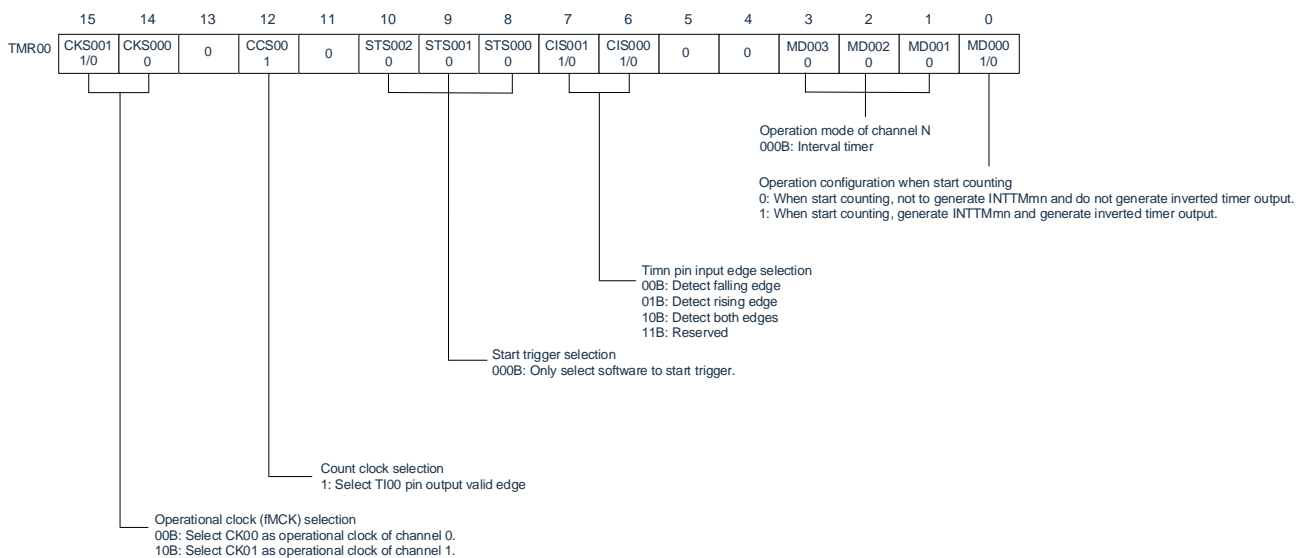 15 14 13 12 11 10 9 8 7 6 5 4 3 2 1 0
TMR00 CKS001 CKS000 0 CCS00 0 STS002 STS001 STS000 CIS001 CIS000 0 0 MD003 MD002 MD001 MD000
1/0 0 1 0 0 0 1/0 1/0 0 0 0 1/0
Operation mode of channel N
000B: Interval timer
Operation configuration when start counting
0: When start counting, not to generate INTTMmn and do not generate inverted timer output.
1: When start counting, generate INTTMmn and generate inverted timer output.
Timn pin input edge selection
00B: Detect falling edge
01B: Detect rising edge
10B: Detect both edges
11B: Reserved
Start trigger selection
000B: Only select software to start trigger.
Count clock selection
1: Select TI00 pin output valid edge
Operational clock (fMCK) selection
00B: Select CK00 as operational clock of channel 0.
10B: Select CK01 as operational clock of channel 1.